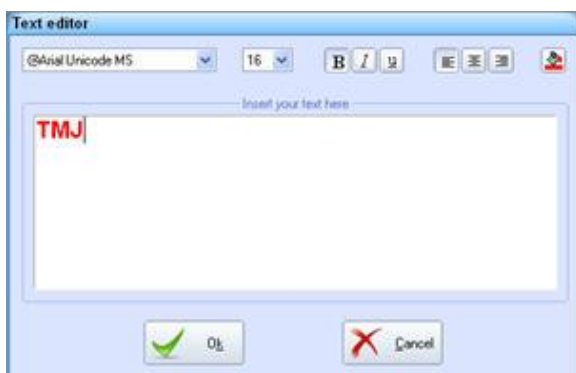 Text editor
@Arial Unicode MS 16 B I u
Insert your text here
TMJ
Ok Cancel